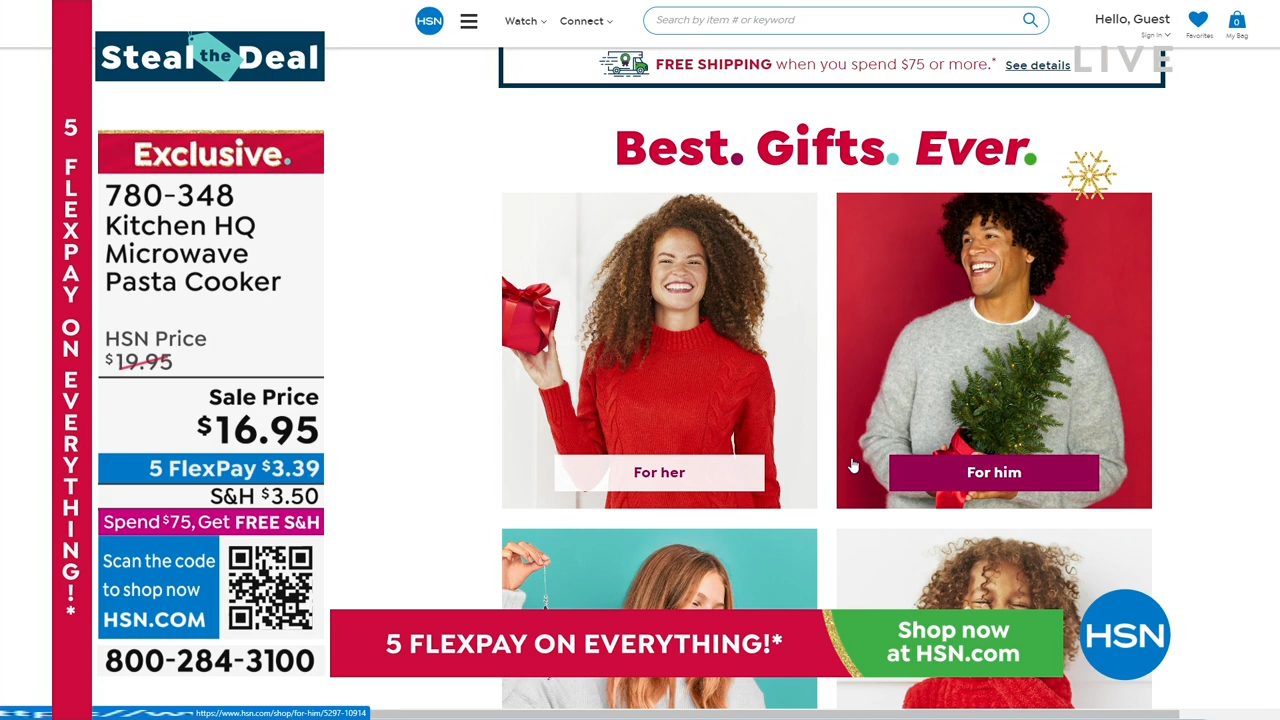 HSN
Watch
Connect
Search by item # or keyword
Hello, Guest
Sign in
Favorites
0
My Bag
Steal the Deal
FREE SHIPPING when you spend $75 or more.* See details
LIVE
5 FLEXPAY ON EVERYTHING!*
Exclusive.
780-348
Kitchen HQ
Microwave
Pasta Cooker
HSN Price
$19.95
Sale Price
$16.95
5 FlexPay $3.39
S&H $3.50
Spend $75, Get FREE S&H
Scan the code
to shop now
HSN.COM
800-284-3100
Best. Gifts. Ever.
For her
For him
5 FLEXPAY ON EVERYTHING!*
Shop now
at HSN.com
HSN
https://www.hsn.com/shop/for-him/5297-10914